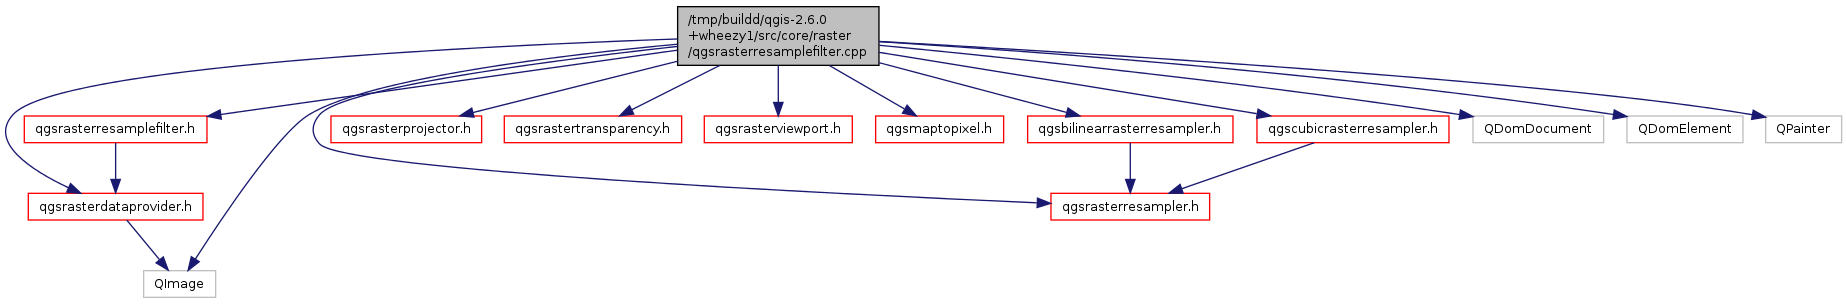 /tmp/buildd/qgis-2.6.0
+wheezy1/src/core/raster
/qgsrasterresamplefilter.cpp
qgsrasterresamplefilter.h
qgsrasterprojector.h
qgsrastertransparency.h
qgsrasterviewport.h
qgsmaptopixel.h
qgsbilinearrasterresampler.h
qgscubicrasterresampler.h
QDomDocument
QDomElement
QPainter
qgsrasterdataprovider.h
qgsrasterresampler.h
QImage